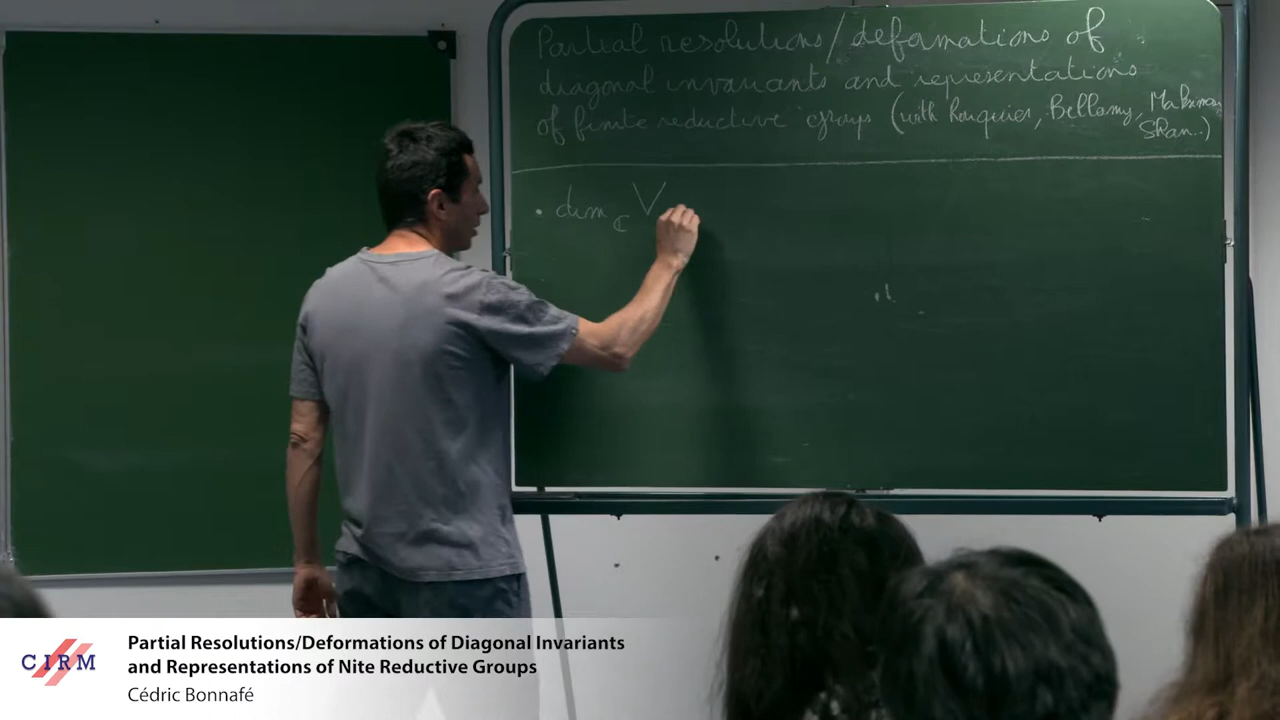 Partial resolutions/deformations of
diagonal invariants and representations
of finite reductive groups (with Rouquier, Bellamy, Maksimau,
Shan..)
• dim_ℂ V
CIRM
Partial Resolutions/Deformations of Diagonal Invariants
and Representations of Nite Reductive Groups
Cédric Bonnafé